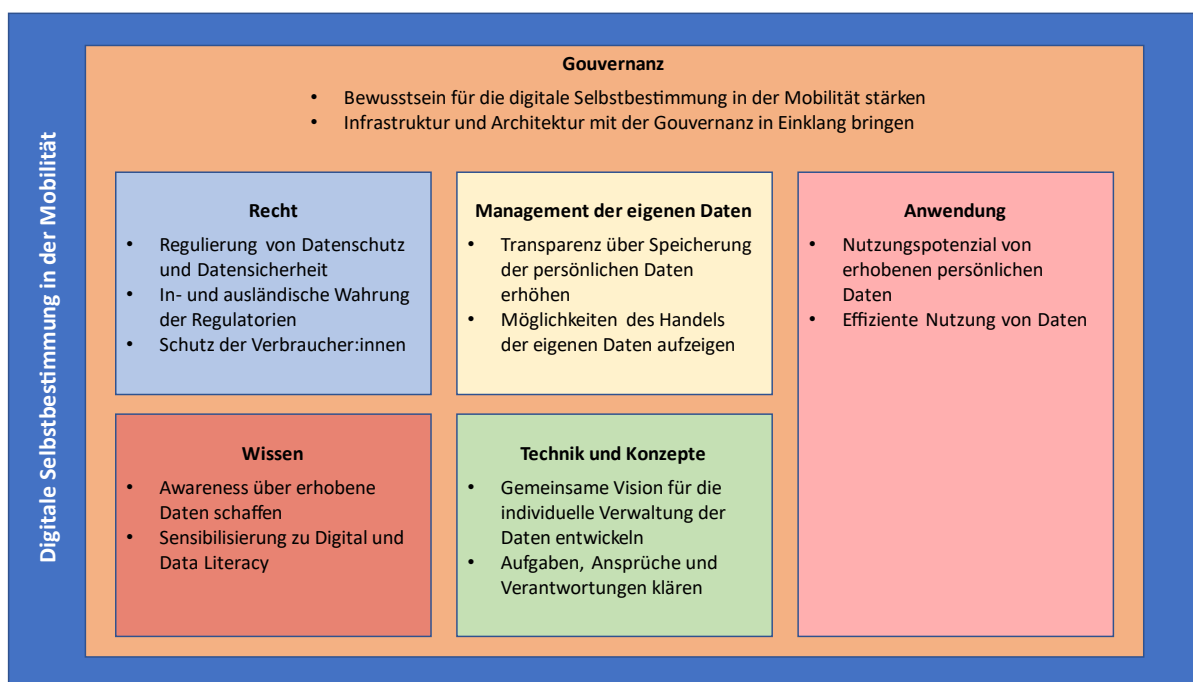 Digitale Selbstbestimmung in der Mobilität
Gouvernanz
• Bewusstsein für die digitale Selbstbestimmung in der Mobilität stärken
• Infrastruktur und Architektur mit der Gouvernanz in Einklang bringen
Recht
• Regulierung von Datenschutz
und Datensicherheit
• In- und ausländische Wahrung
der Regulatorien
• Schutz der Verbraucher:innen
Management der eigenen Daten
• Transparenz über Speicherung
der persönlichen Daten
erhöhen
• Möglichkeiten des Handels
der eigenen Daten aufzeigen
Anwendung
• Nutzungspotenzial von
erhobenen persönlichen
Daten
• Effiziente Nutzung von Daten
Wissen
• Awareness über erhobene
Daten schaffen
• Sensibilisierung zu Digital und
Data Literacy
Technik und Konzepte
• Gemeinsame Vision für die
individuelle Verwaltung der
Daten entwickeln
• Aufgaben, Ansprüche und
Verantwortungen klären